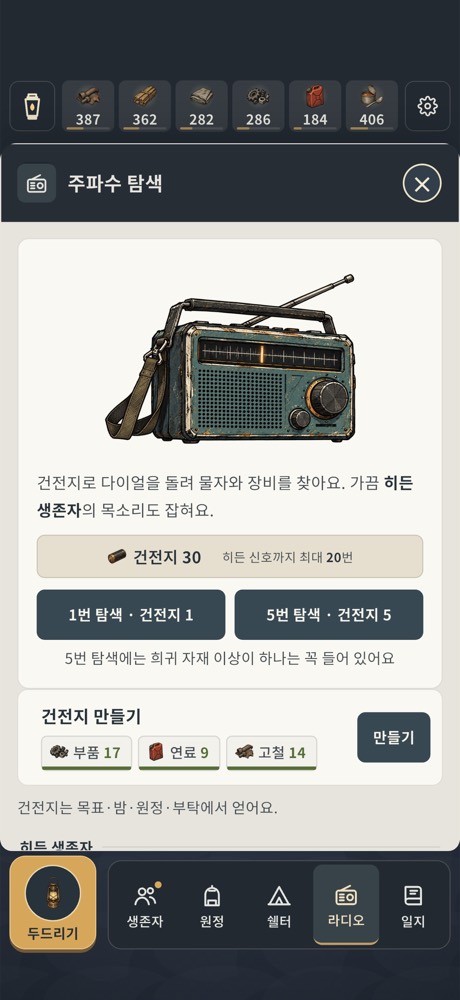 387 362 282 286 184 406
주파수 탐색
건전지로 다이얼을 돌려 물자와 장비를 찾아요. 가끔 히든
생존자의 목소리도 잡혀요.
건전지 30 히든 신호까지 최대 20번
1번 탐색 · 건전지 1 5번 탐색 · 건전지 5
5번 탐색에는 희귀 자재 이상이 하나는 꼭 들어 있어요
건전지 만들기
부품 17 연료 9 고철 14
만들기
건전지는 목표·밤·원정·부탁에서 얻어요.
히든 생존자
두드리기 생존자 원정 쉘터 라디오 일지